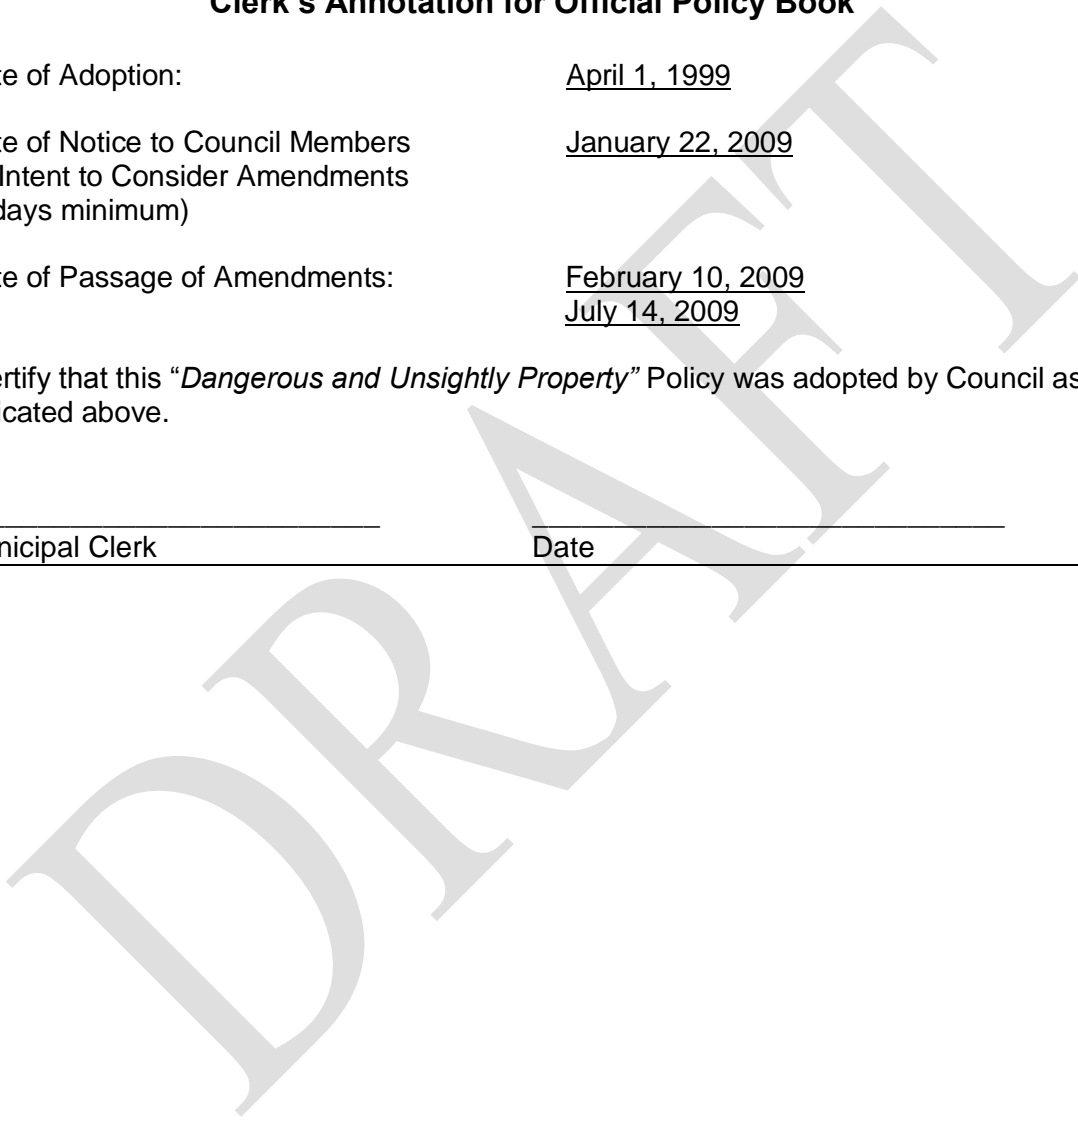 Clerk's Annotation for Official Policy Book
te of Adoption: April 1, 1999
te of Notice to Council Members January 22, 2009
Intent to Consider Amendments
days minimum)
te of Passage of Amendments: February 10, 2009
July 14, 2009
ertify that this “Dangerous and Unsightly Property” Policy was adopted by Council as
icated above.
nicipal Clerk Date
DRAFT